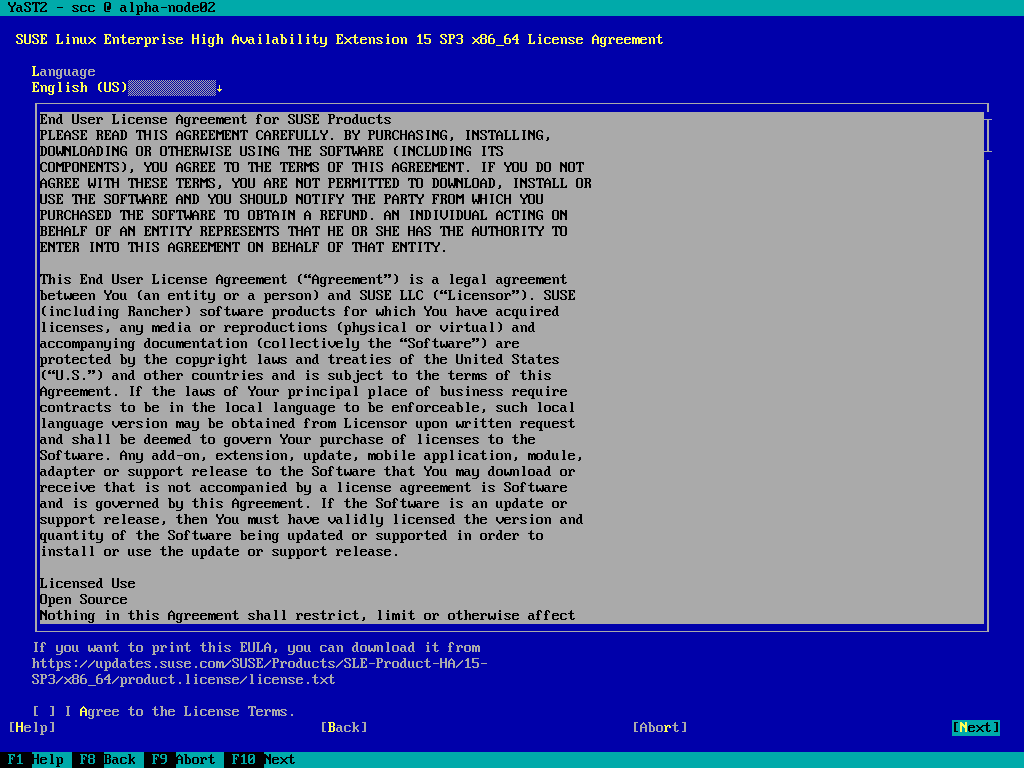 YaST2 - scc @ alpha-node02
SUSE Linux Enterprise High Availability Extension 15 SP3 x86_64 License Agreement
Language
English (US)
End User License Agreement for SUSE Products
PLEASE READ THIS AGREEMENT CAREFULLY. BY PURCHASING, INSTALLING,
DOWNLOADING OR OTHERWISE USING THE SOFTWARE (INCLUDING ITS
COMPONENTS), YOU AGREE TO THE TERMS OF THIS AGREEMENT. IF YOU DO NOT
AGREE WITH THESE TERMS, YOU ARE NOT PERMITTED TO DOWNLOAD, INSTALL OR
USE THE SOFTWARE AND YOU SHOULD NOTIFY THE PARTY FROM WHICH YOU
PURCHASED THE SOFTWARE TO OBTAIN A REFUND. AN INDIVIDUAL ACTING ON
BEHALF OF AN ENTITY REPRESENTS THAT HE OR SHE HAS THE AUTHORITY TO
ENTER INTO THIS AGREEMENT ON BEHALF OF THAT ENTITY.
This End User License Agreement (“Agreement”) is a legal agreement
between You (an entity or a person) and SUSE LLC (“Licensor”). SUSE
(including Rancher) software products for which You have acquired
licenses, any media or reproductions (physical or virtual) and
accompanying documentation (collectively the “Software”) are
protected by the copyright laws and treaties of the United States
(“U.S.”) and other countries and is subject to the terms of this
Agreement. If the laws of Your principal place of business require
contracts to be in the local language to be enforceable, such local
language version may be obtained from Licensor upon written request
and shall be deemed to govern Your purchase of licenses to the
Software. Any add-on, extension, update, mobile application, module,
adapter or support release to the Software that You may download or
receive that is not accompanied by a license agreement is Software
and is governed by this Agreement. If the Software is an update or
support release, then You must have validly licensed the version and
quantity of the Software being updated or supported in order to
install or use the update or support release.
Licensed Use
Open Source
Nothing in this Agreement shall restrict, limit or otherwise affect
If you want to print this EULA, you can download it from
https://updates.suse.com/SUSE/Products/SLE-Product-HA/15-
SP3/x86_64/product.license/license.txt
[ ] I Agree to the License Terms.
[Help] [Back] [Abort] [Next]
F1 Help F8 Back F9 Abort F10 Next